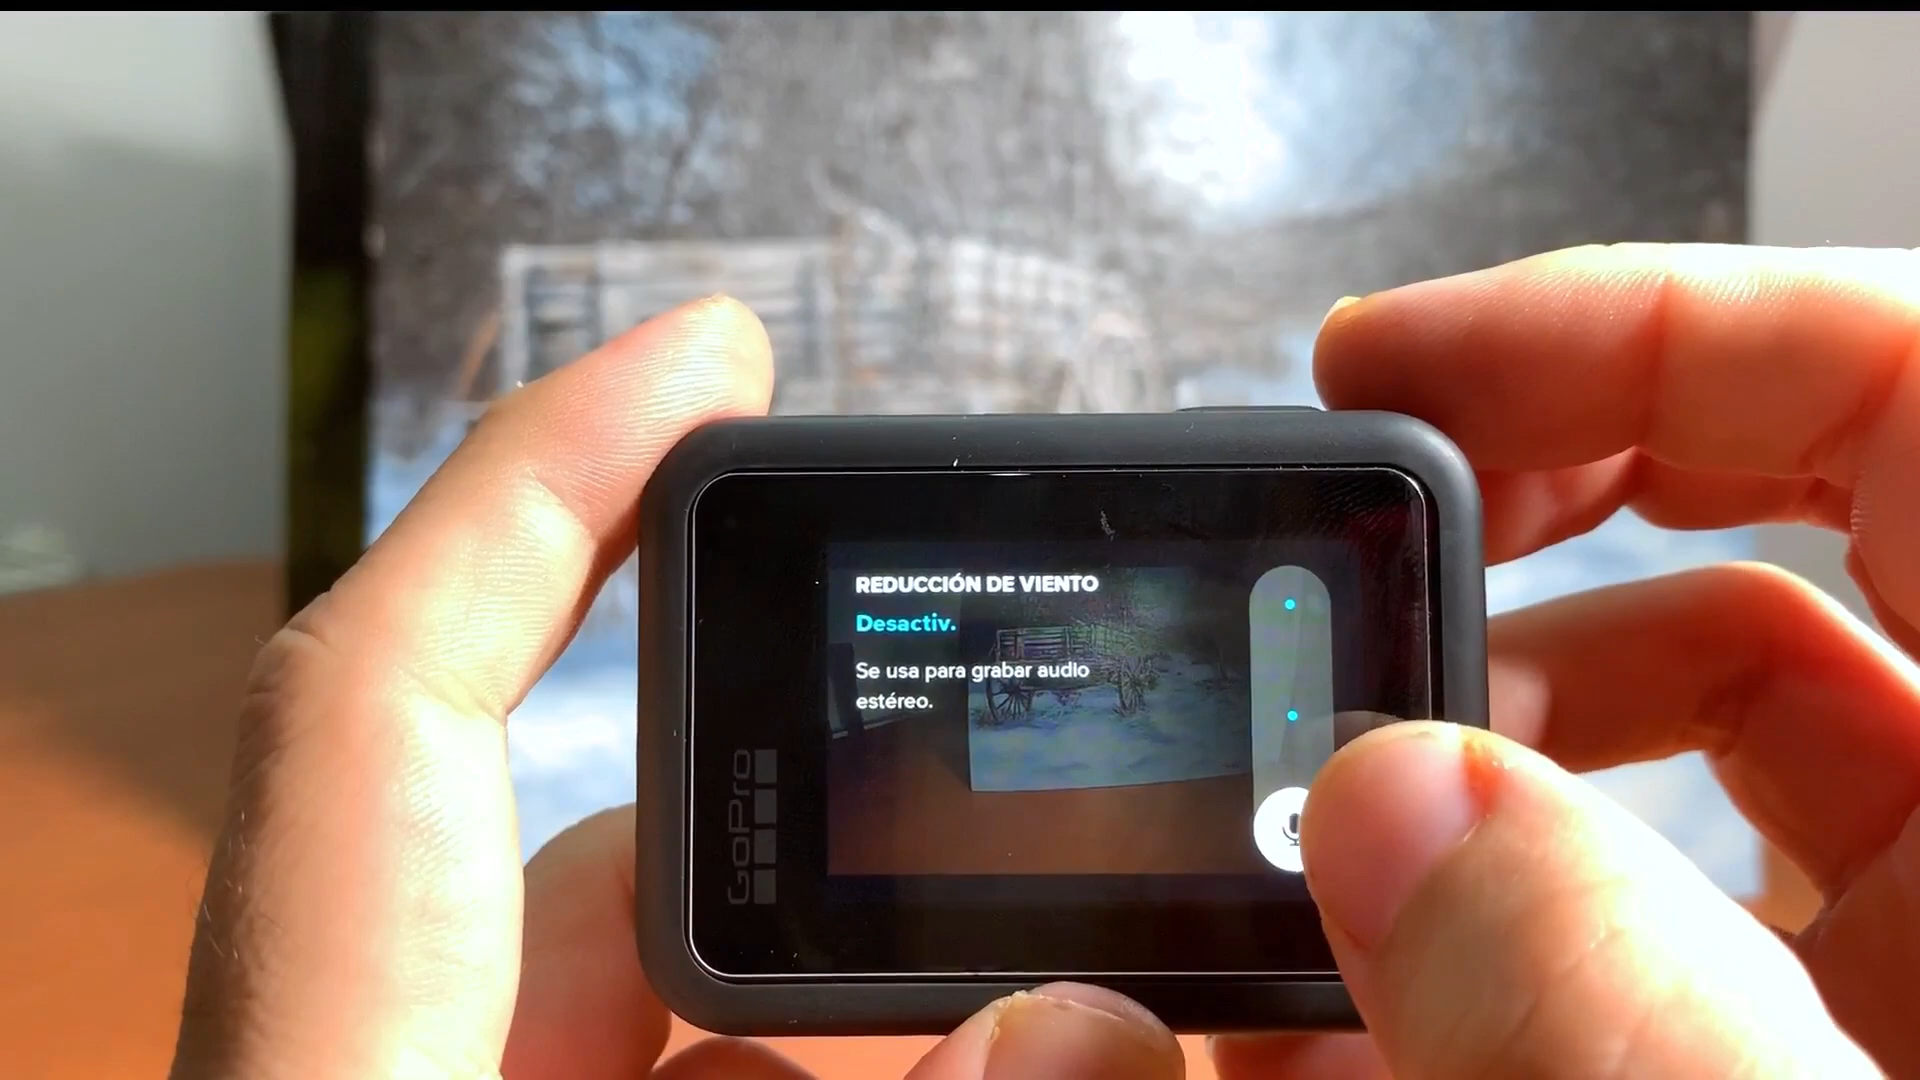 REDUCCIÓN DE VIENTO
Desactiv.
Se usa para grabar audio
estéreo.
GoPro